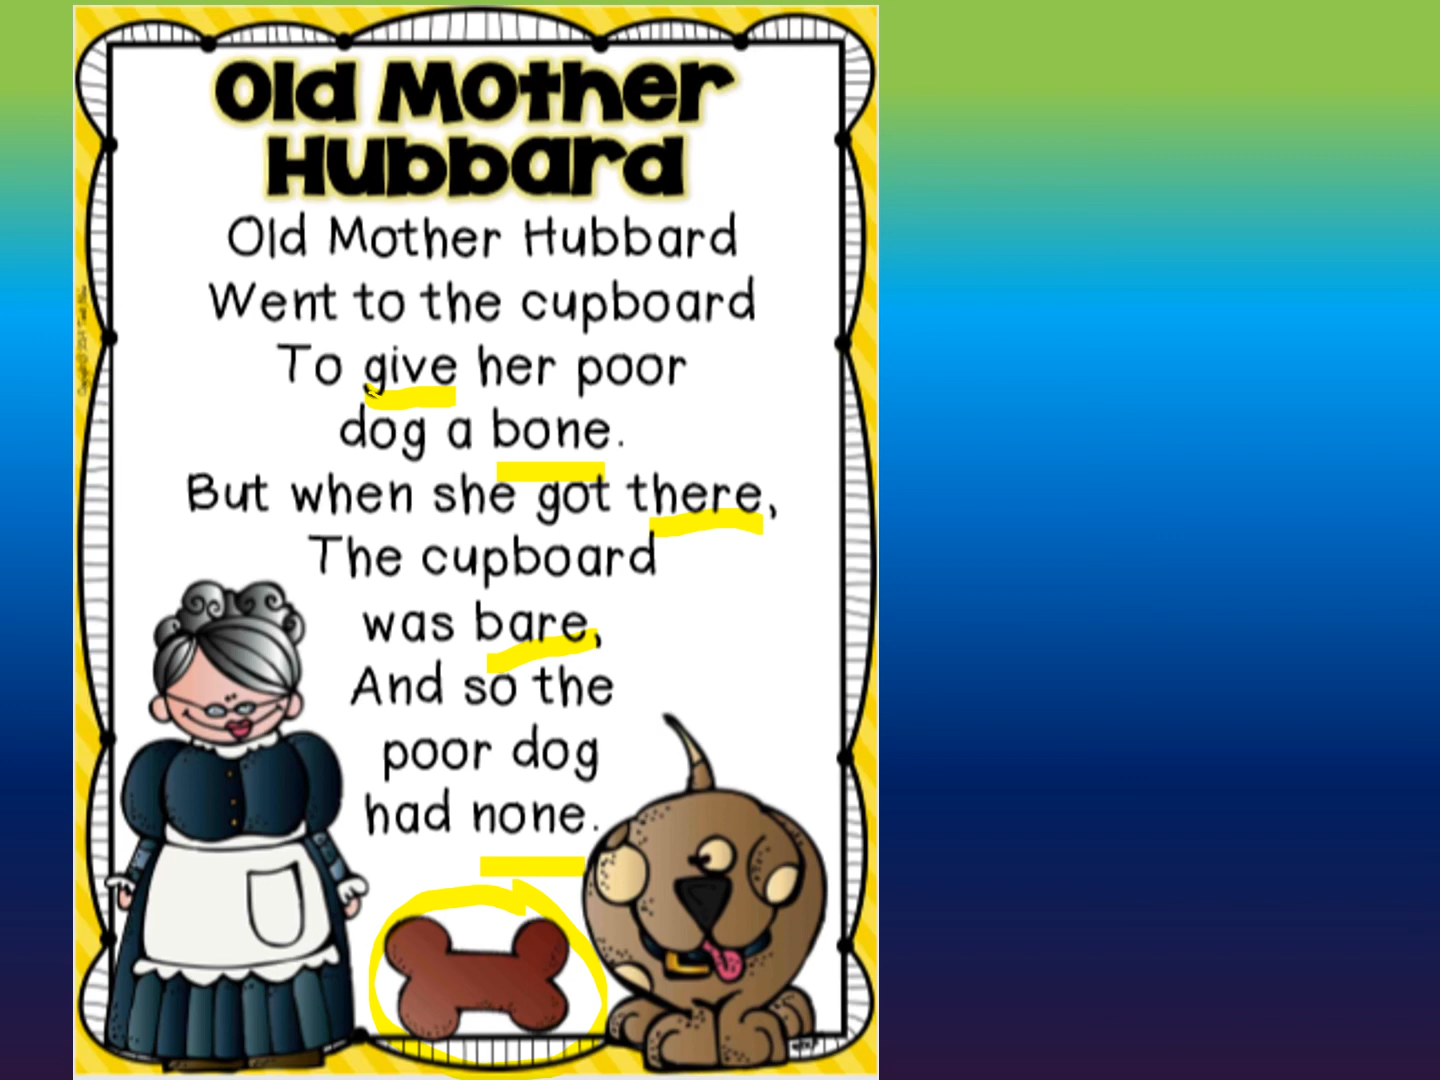 Old Mother
Hubbard
Old Mother Hubbard
Went to the cupboard
To give her poor
dog a bone.
But when she got there,
The cupboard
was bare,
And so the
poor dog
had none.